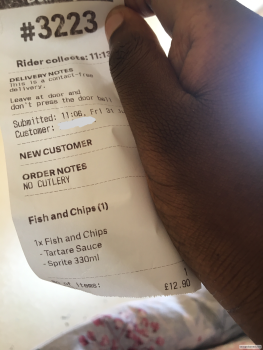 #3223
Rider collects: 11:1
DELIVERY NOTES
This is a contact-free
delivery.
Leave at door and
don't press the door bell
Submitted: 11:06, Fri 31
Customer:
NEW CUSTOMER
ORDER NOTES
NO CUTLERY
Fish and Chips (1)
1x Fish and Chips
- Tartare Sauce
- Sprite 330ml
items: 1
£12.90